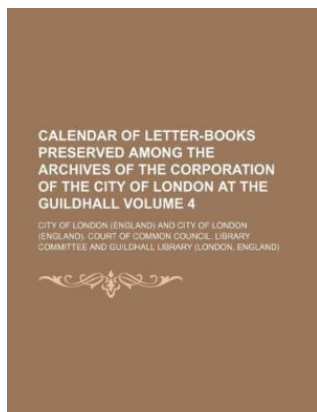 CALENDAR OF LETTER-BOOKS
PRESERVED AMONG THE
ARCHIVES OF THE CORPORATION
OF THE CITY OF LONDON AT THE
GUILDHALL VOLUME 4
CITY OF LONDON (ENGLAND) AND CITY OF LONDON
(ENGLAND). COURT OF COMMON COUNCIL. LIBRARY
COMMITTEE AND GUILDHALL LIBRARY (LONDON, ENGLAND)